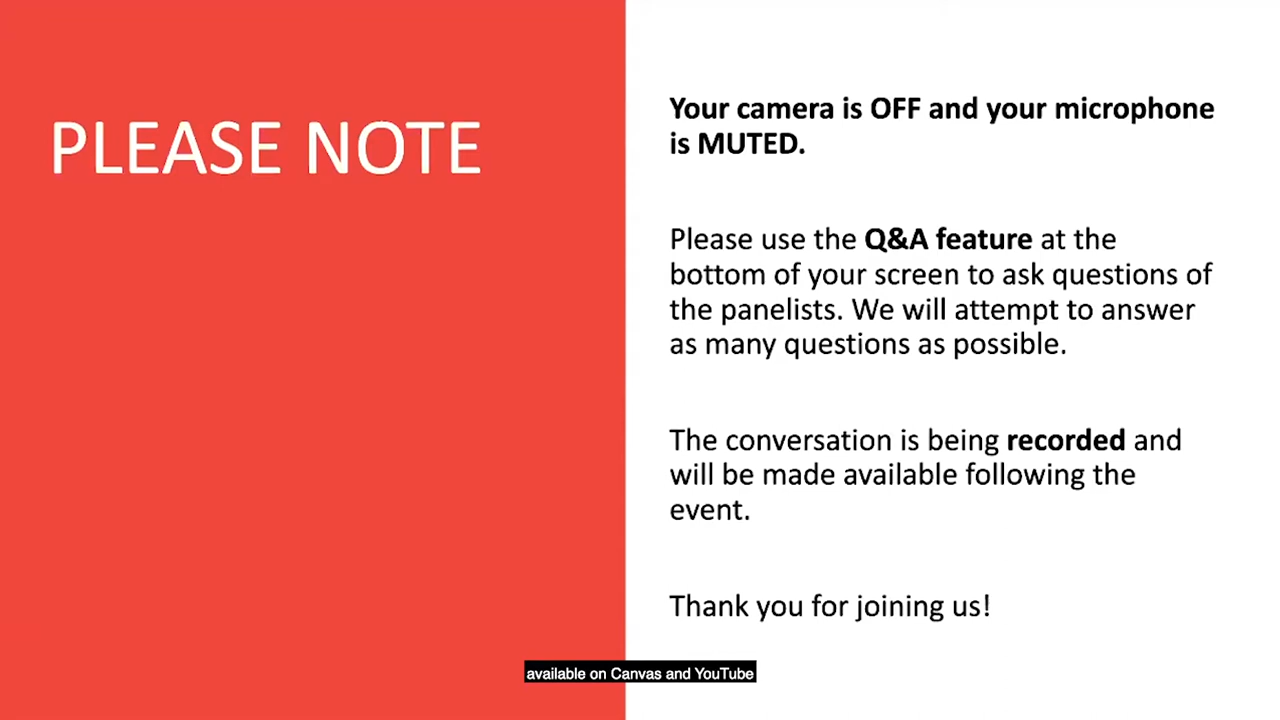 PLEASE NOTE
Your camera is OFF and your microphone
is MUTED.
Please use the Q&A feature at the
bottom of your screen to ask questions of
the panelists. We will attempt to answer
as many questions as possible.
The conversation is being recorded and
will be made available following the
event.
Thank you for joining us!
available on Canvas and YouTube